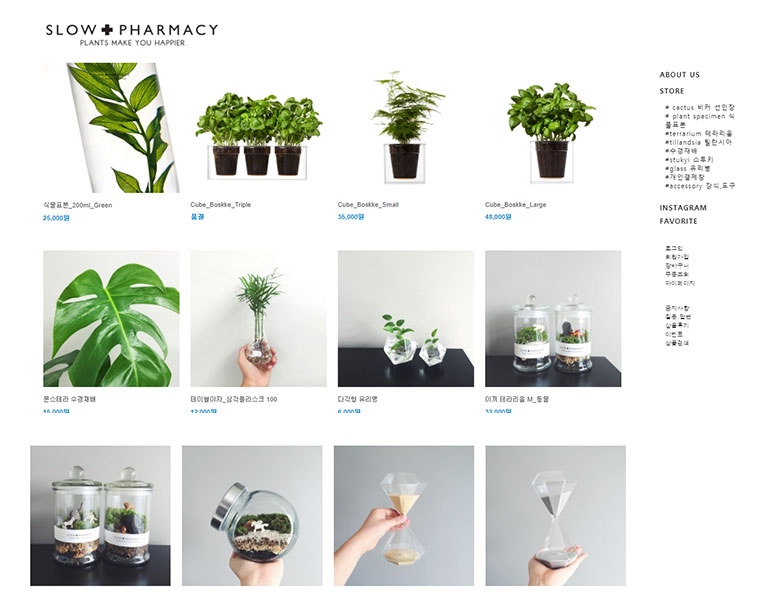 SLOW PHARMACY
PLANTS MAKE YOU HAPPIER
ABOUT US
STORE
# cactus 비커 선인장
# plant specimen 식
물표본
#terrarium 테라리움
#tillandsia 틸란시아
#수경재배
#stukyi 스투키
#glass 유리병
#개인결제창
#accessory 장식,도구
INSTAGRAM
FAVORITE
로그인
회원가입
장바구니
주문조회
마이페이지
공지사항
질문,답변
상품후기
이벤트
상품검색
식물표본_200ml_Green
26,000원
Cube_Boskke_Triple
품절
Cube_Boskke_Small
35,000원
Cube_Boskke_Large
48,000원
몬스테라 수경재배
15,000원
테이블야자_삼각플라스크 100
12,000원
다각형 유리병
6,000원
이끼 테라리움 M_동물
32,000원
SLOW PHARMACY
SLOW PHARMACY